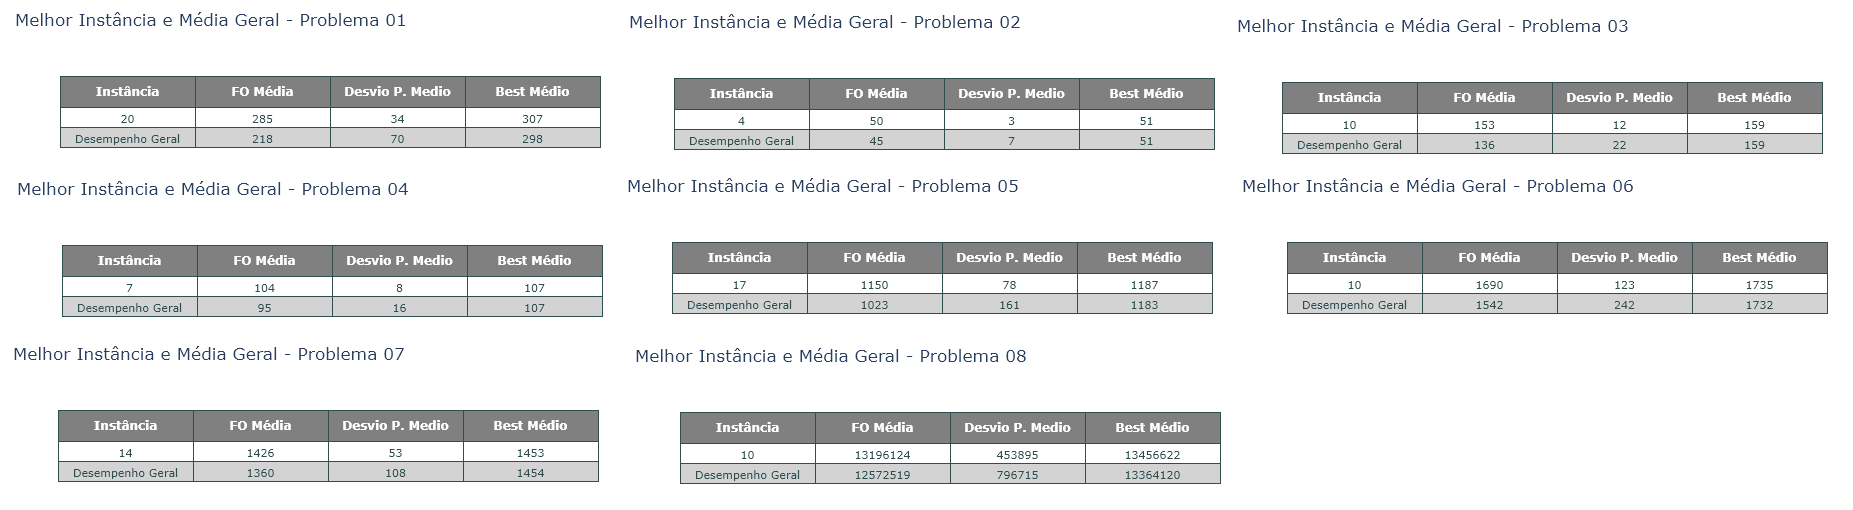 Melhor Instância e Média Geral - Problema 01
Instância FO Média Desvio P. Medio Best Médio
20 285 34 307
Desempenho Geral 218 70 298
Melhor Instância e Média Geral - Problema 02
Instância FO Média Desvio P. Medio Best Médio
4 50 3 51
Desempenho Geral 45 7 51
Melhor Instância e Média Geral - Problema 03
Instância FO Média Desvio P. Medio Best Médio
10 153 12 159
Desempenho Geral 136 22 159
Melhor Instância e Média Geral - Problema 04
Instância FO Média Desvio P. Medio Best Médio
7 104 8 107
Desempenho Geral 95 16 107
Melhor Instância e Média Geral - Problema 05
Instância FO Média Desvio P. Medio Best Médio
17 1150 78 1187
Desempenho Geral 1023 161 1183
Melhor Instância e Média Geral - Problema 06
Instância FO Média Desvio P. Medio Best Médio
10 1690 123 1735
Desempenho Geral 1542 242 1732
Melhor Instância e Média Geral - Problema 07
Instância FO Média Desvio P. Medio Best Médio
14 1426 53 1453
Desempenho Geral 1360 108 1454
Melhor Instância e Média Geral - Problema 08
Instância FO Média Desvio P. Medio Best Médio
10 13196124 453895 13456622
Desempenho Geral 12572519 796715 13364120